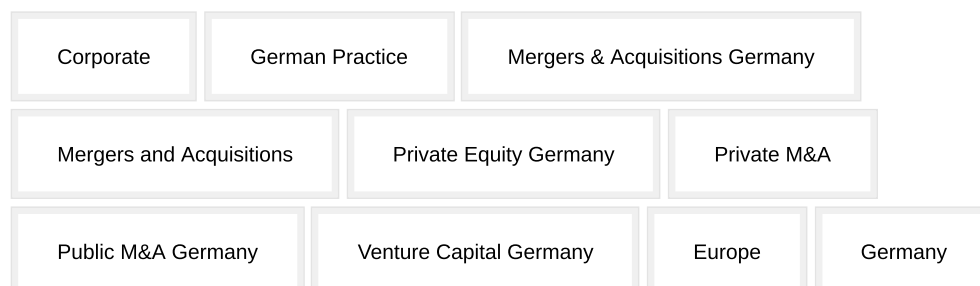 Corporate German Practice Mergers & Acquisitions Germany
Mergers and Acquisitions Private Equity Germany Private M&A
Public M&A Germany Venture Capital Germany Europe Germany